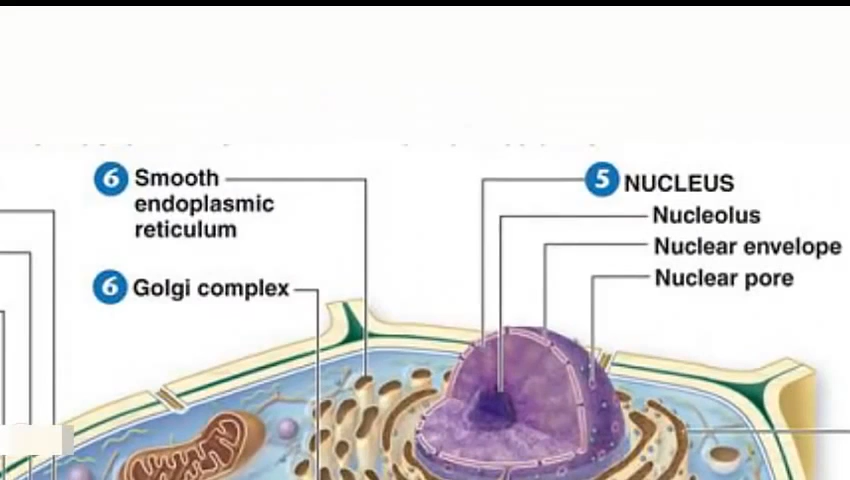 6 Smooth
endoplasmic
reticulum
6 Golgi complex
5 NUCLEUS
Nucleolus
Nuclear envelope
Nuclear pore